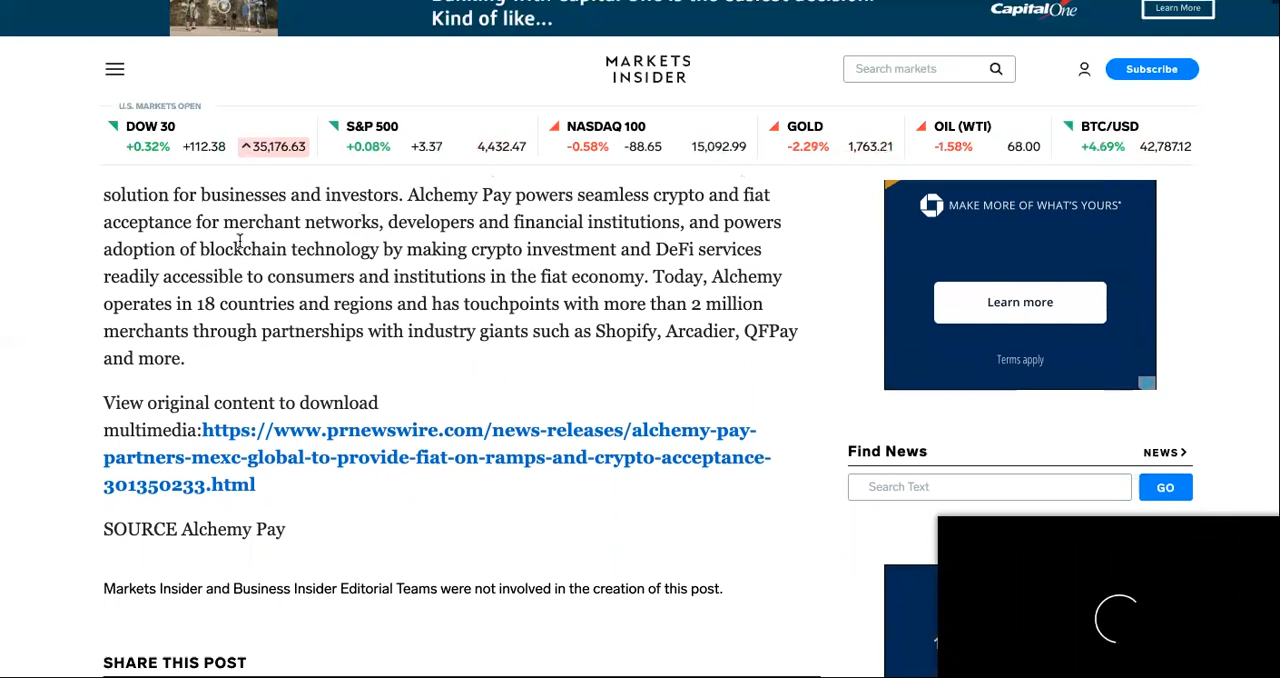 Kind of like...
CapitalOne
Learn More
MARKETS
INSIDER
Search markets
Subscribe
U.S. MARKETS OPEN
DOW 30
+0.32% +112.38 35,176.63
S&P 500
+0.08% +3.37 4,432.47
NASDAQ 100
-0.58% -88.65 15,092.99
GOLD
-2.29% 1,763.21
OIL (WTI)
-1.58% 68.00
BTC/USD
+4.69% 42,787.12
solution for businesses and investors. Alchemy Pay powers seamless crypto and fiat
acceptance for merchant networks, developers and financial institutions, and powers
adoption of blockchain technology by making crypto investment and DeFi services
readily accessible to consumers and institutions in the fiat economy. Today, Alchemy
operates in 18 countries and regions and has touchpoints with more than 2 million
merchants through partnerships with industry giants such as Shopify, Arcadier, QFPay
and more.
View original content to download
multimedia:https://www.prnewswire.com/news-releases/alchemy-pay-
partners-mexc-global-to-provide-fiat-on-ramps-and-crypto-acceptance-
301350233.html
SOURCE Alchemy Pay
Markets Insider and Business Insider Editorial Teams were not involved in the creation of this post.
SHARE THIS POST
MAKE MORE OF WHAT'S YOURS®
Learn more
Terms apply
Find News
NEWS >
Search Text
GO